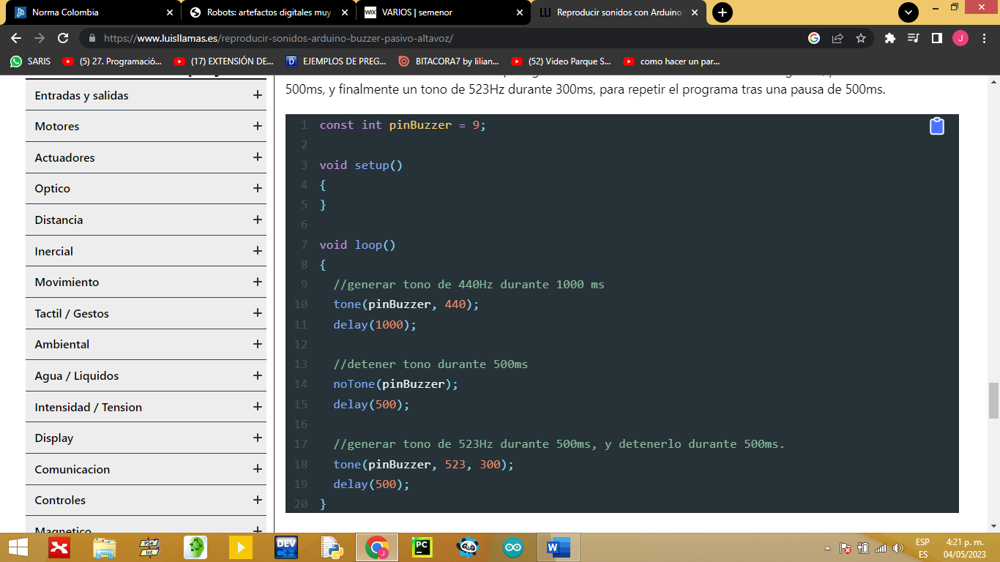 Norma Colombia
Robots: artefactos digitales muy
VARIOS | semenor
Reproducir sonidos con Arduino
https://www.luisllamas.es/reproducir-sonidos-arduino-buzzer-pasivo-altavoz/
SARIS
(5) 27. Programació...
(17) EXTENSIÓN DE...
EJEMPLOS DE PREG...
BITACORA7 by lilian...
(52) Video Parque S...
como hacer un par...
Entradas y salidas +
Motores +
Actuadores +
Optico +
Distancia +
Inercial +
Movimiento +
Tactil / Gestos +
Ambiental +
Agua / Liquidos +
Intensidad / Tension +
Display +
Comunicacion +
Controles +
Magnetico
500ms, y finalmente un tono de 523Hz durante 300ms, para repetir el programa tras una pausa de 500ms.
1 const int pinBuzzer = 9;
2
3 void setup()
4 {
5 }
6
7 void loop()
8 {
9 //generar tono de 440Hz durante 1000 ms
10 tone(pinBuzzer, 440);
11 delay(1000);
12
13 //detener tono durante 500ms
14 noTone(pinBuzzer);
15 delay(500);
16
17 //generar tono de 523Hz durante 500ms, y detenerlo durante 500ms.
18 tone(pinBuzzer, 523, 300);
19 delay(500);
20 }
PSe
Int
DEV
C++
J
PC
W
ESP
ES
4:21 p. m.
04/05/2023